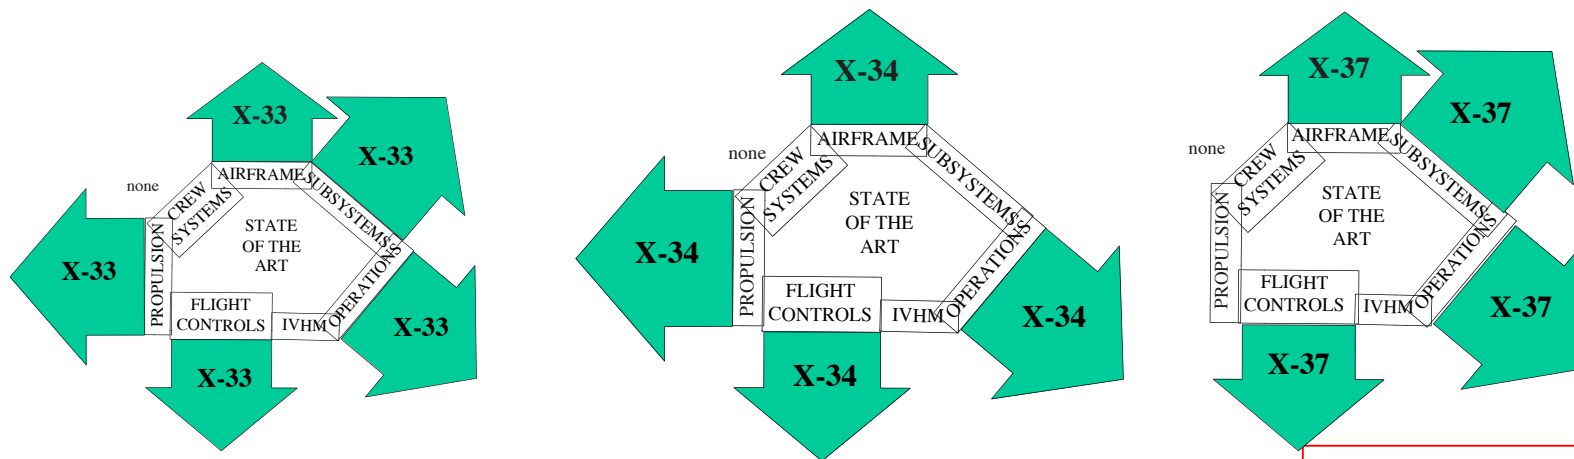 X-33
X-33
none
AIRFRAME
CREW
SYSTEMS
SUBSYSTEMS
STATE
OF THE
ART
X-33
PROPULSION
OPERATIONS
FLIGHT
CONTROLS
IVHM
X-33
X-33
X-34
none
AIRFRAME
CREW
SYSTEMS
SUBSYSTEMS
STATE
OF THE
ART
X-34
PROPULSION
OPERATIONS
FLIGHT
CONTROLS
IVHM
X-34
X-34
X-37
X-37
none
AIRFRAME
CREW
SYSTEMS
SUBSYSTEMS
STATE
OF THE
ART
PROPULSION
OPERATIONS
FLIGHT
CONTROLS
IVHM
X-37
X-37